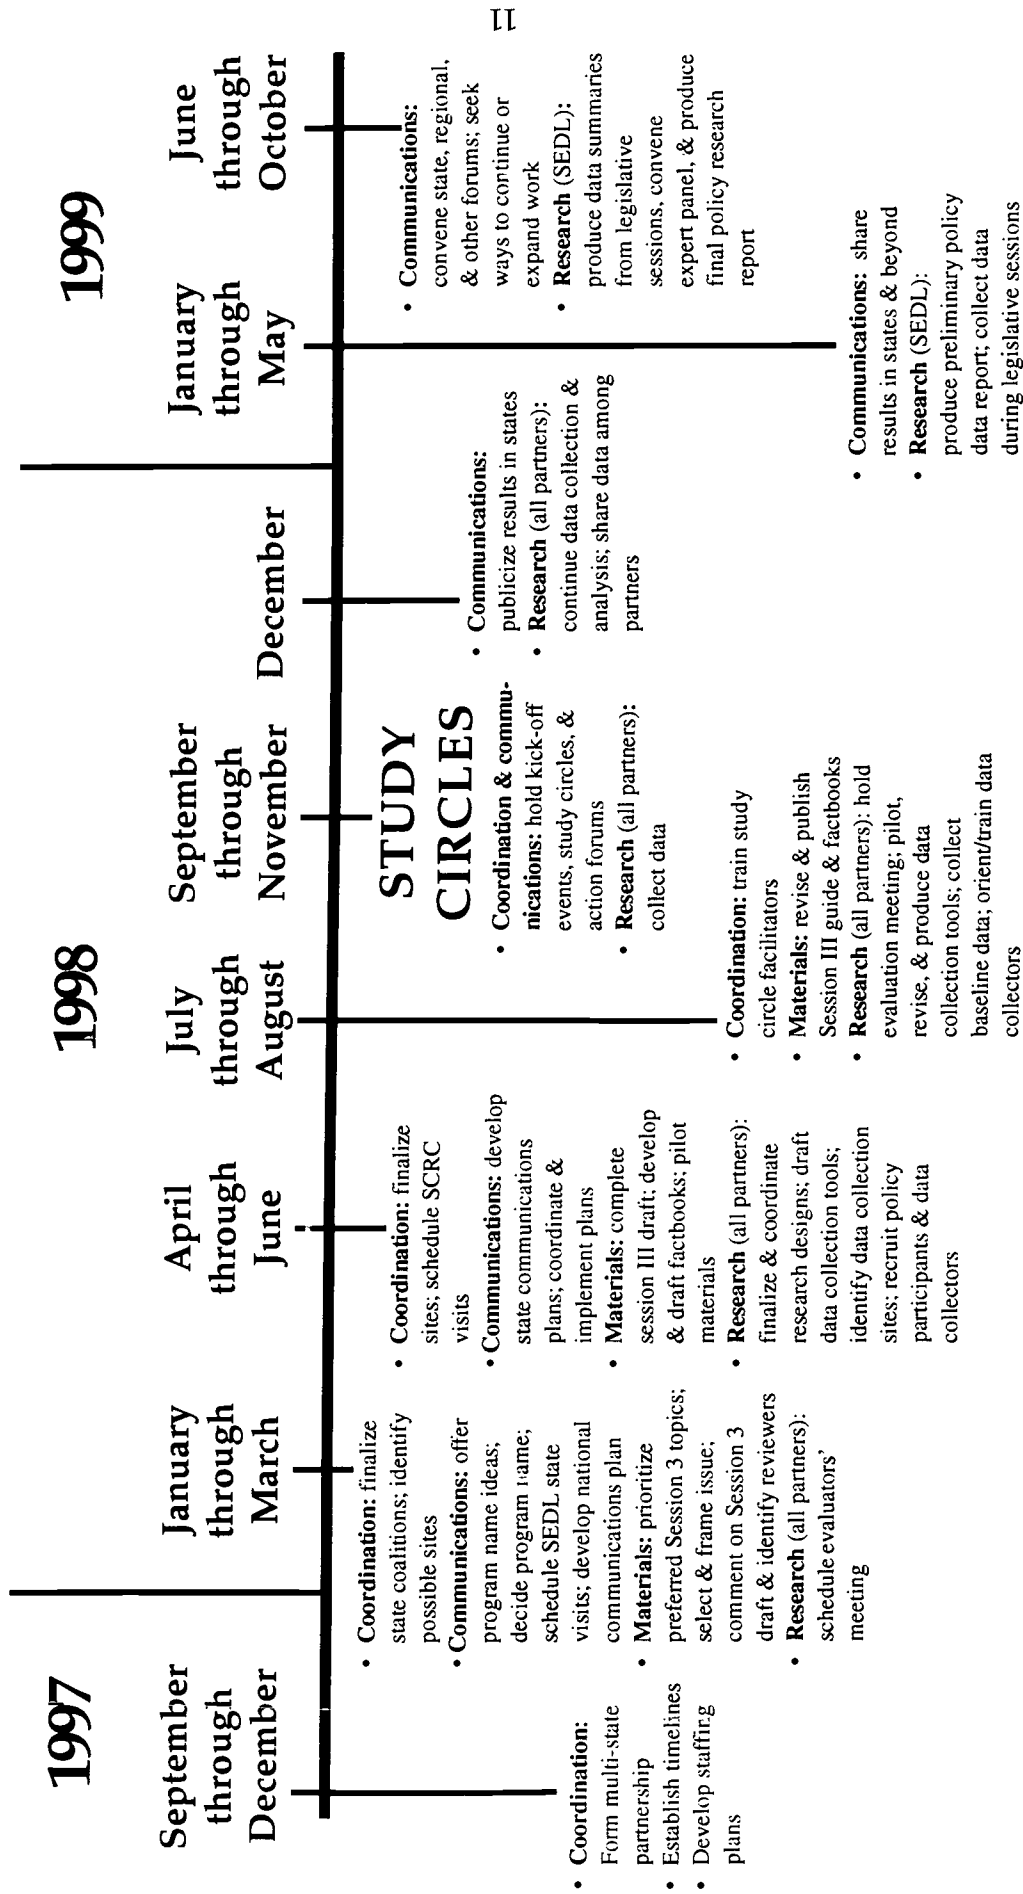 1997
September
through
December
• Coordination:
Form multi-state
partnership
• Establish timelines
• Develop staffing
plans
1998
January
through
March
• Coordination: finalize
state coalitions; identify
possible sites
• Communications: offer
program name ideas;
decide program name;
schedule SEDL state
visits; develop national
communications plan
• Materials: prioritize
preferred Session 3 topics;
select & frame issue;
comment on Session 3
draft & identify reviewers
• Research (all partners):
schedule evaluators'
meeting
April
through
June
• Coordination: finalize
sites; schedule SCRC
visits
• Communications: develop
state communications
plans; coordinate &
implement plans
• Materials: complete
session III draft; develop
& draft factbooks; pilot
materials
• Research (all partners):
finalize & coordinate
research designs; draft
data collection tools;
identify data collection
sites; recruit policy
participants & data
collectors
July
through
August
• Coordination: train study
circle facilitators
• Materials: revise & publish
Session III guide & factbooks
• Research (all partners): hold
evaluation meeting; pilot,
revise, & produce data
collection tools; collect
baseline data; orient/train data
collectors
September
through
November
STUDY
CIRCLES
• Coordination & commu-
nications: hold kick-off
events, study circles, &
action forums
• Research (all partners):
collect data
December
• Communications:
publicize results in states
• Research (all partners):
continue data collection &
analysis; share data among
partners
1999
January
through
May
• Communications: share
results in states & beyond
• Research (SEDL):
produce preliminary policy
data report; collect data
during legislative sessions
June
through
October
• Communications:
convene state, regional,
& other forums; seek
ways to continue or
expand work
• Research (SEDL):
produce data summaries
from legislative
sessions, convene
expert panel, & produce
final policy research
report
11